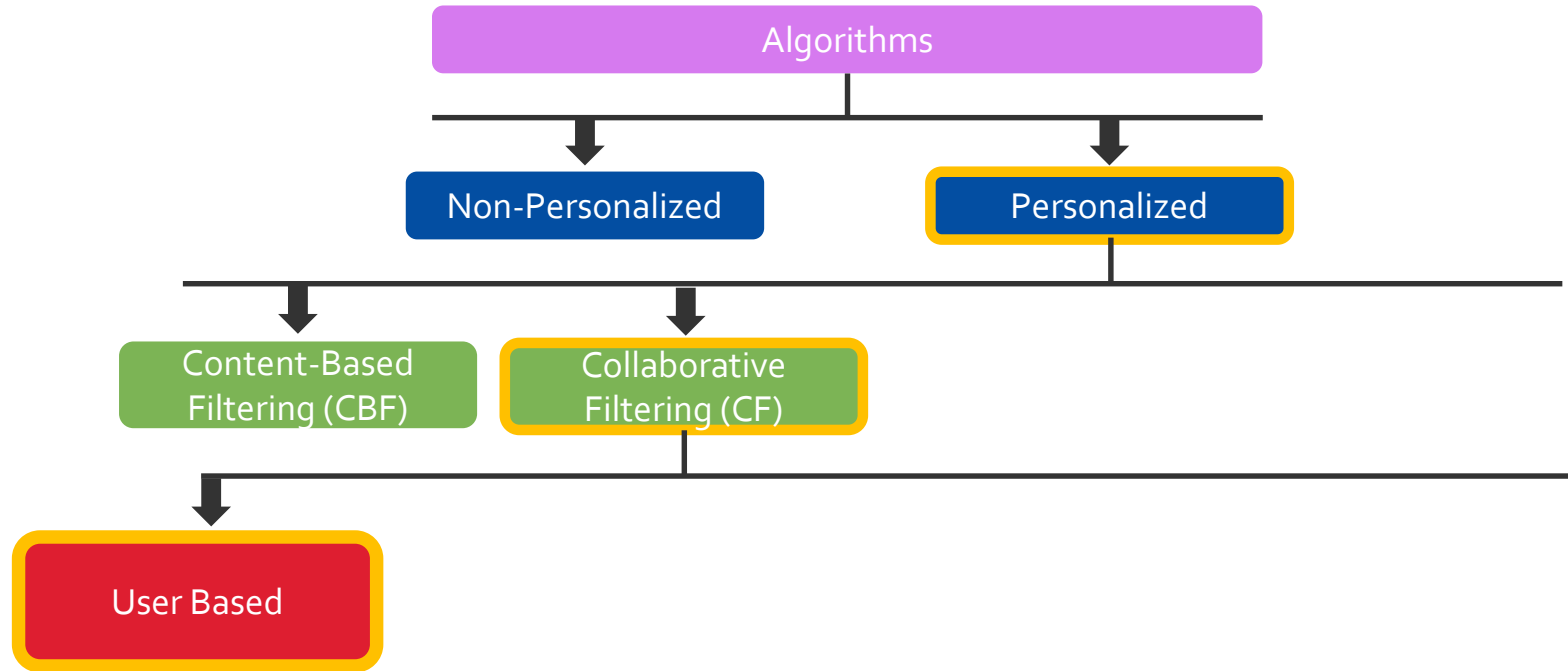 Algorithms
Non-Personalized
Personalized
Content-Based
Filtering (CBF)
Collaborative
Filtering (CF)
User Based